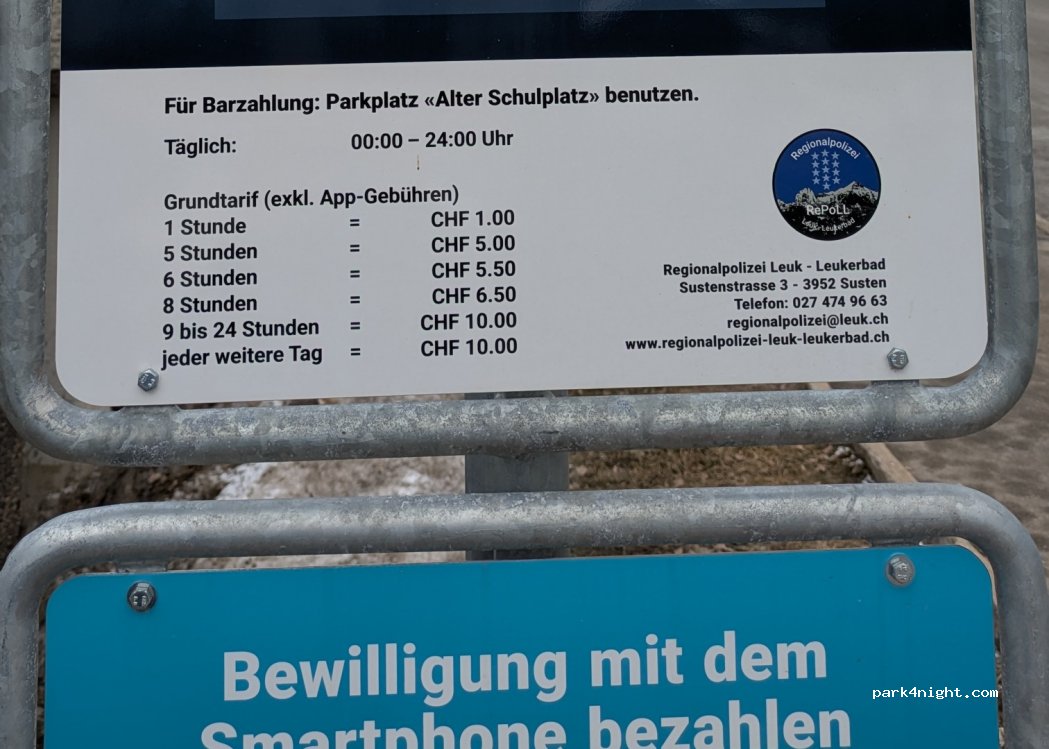 Für Barzahlung: Parkplatz «Alter Schulplatz» benutzen.
Täglich: 00:00 – 24:00 Uhr
Grundtarif (exkl. App-Gebühren)
1 Stunde = CHF 1.00
5 Stunden = CHF 5.00
6 Stunden = CHF 5.50
8 Stunden = CHF 6.50
9 bis 24 Stunden = CHF 10.00
jeder weitere Tag = CHF 10.00
Regionalpolizei
RePoLL
Leuk-Leukerbad
Regionalpolizei Leuk - Leukerbad
Sustenstrasse 3 - 3952 Susten
Telefon: 027 474 96 63
regionalpolizei@leuk.ch
www.regionalpolizei-leuk-leukerbad.ch
Bewilligung mit dem
Smartphone bezahlen
park4night.com